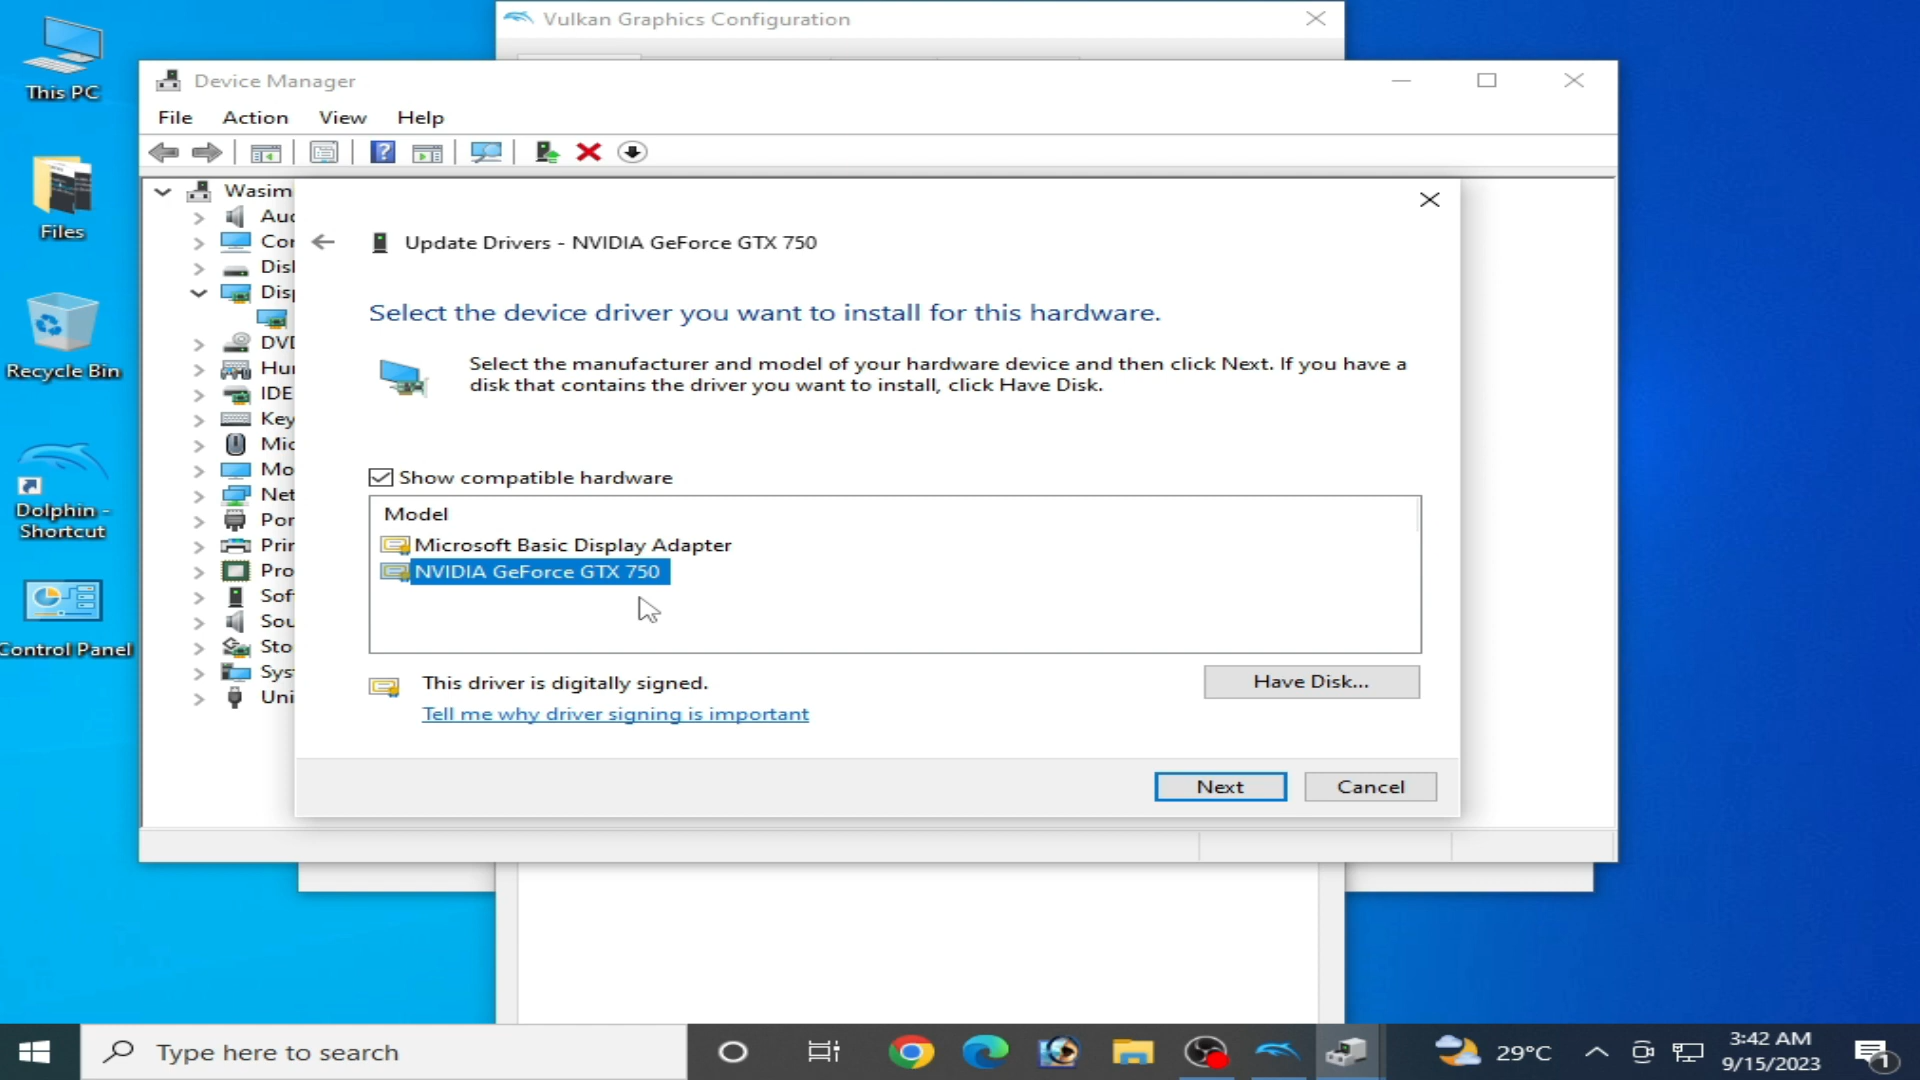 Vulkan Graphics Configuration
This PC
Device Manager
File Action View Help
Wasim
Update Drivers - NVIDIA GeForce GTX 750
Files
Select the device driver you want to install for this hardware.
Select the manufacturer and model of your hardware device and then click Next. If you have a
disk that contains the driver you want to install, click Have Disk.
Recycle Bin
Show compatible hardware
Model
Microsoft Basic Display Adapter
NVIDIA GeForce GTX 750
Dolphin -
Shortcut
IDE
This driver is digitally signed.
Have Disk...
Tell me why driver signing is important
Control Panel
Next
Cancel
Type here to search
29°C
3:42 AM
9/15/2023
1